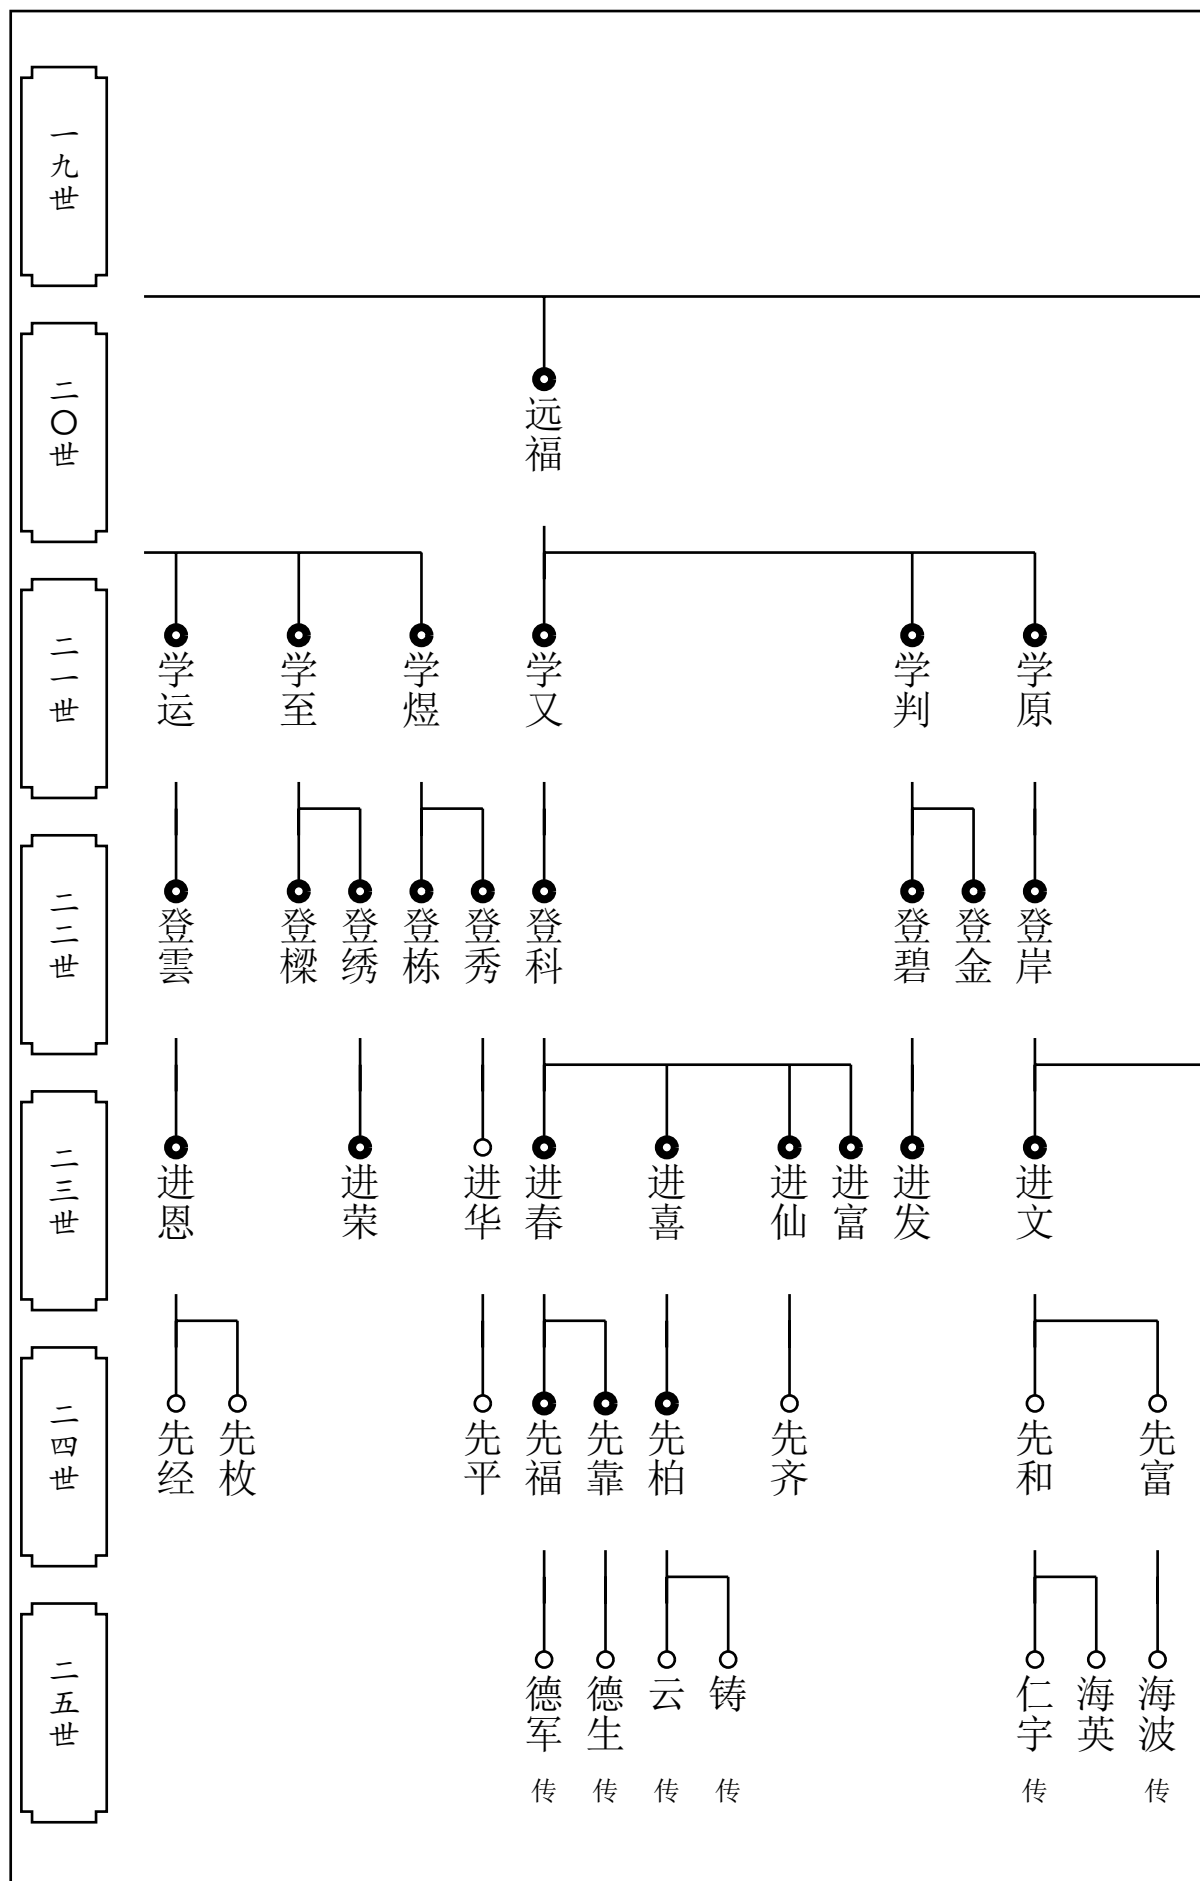 一九世
二〇世
远福
二一世
学运
学至
学煜
学又
学判
学原
二二世
登雲
登樑
登绣
登栋
登秀
登科
登碧
登金
登岸
二三世
进恩
进荣
进华
进春
进喜
进仙
进富
进发
进文
二四世
先经
先枚
先平
先福
先靠
先柏
先齐
先和
先富
二五世
德军
德生
云
铸
仁宇
海英
海波
传
传
传
传
传
传